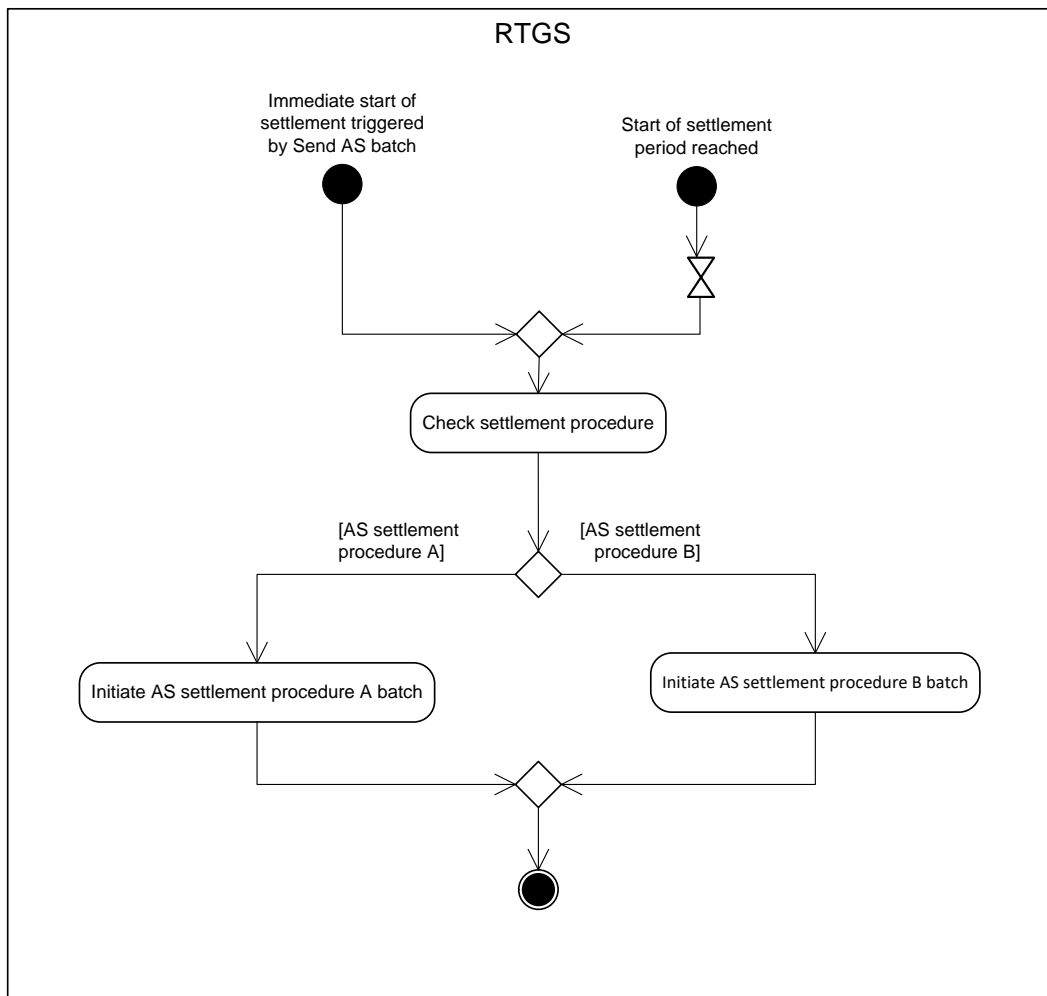 RTGS
Immediate start of
settlement triggered
by Send AS batch
Start of settlement
period reached
Check settlement procedure
[AS settlement
procedure A]
[AS settlement
procedure B]
Initiate AS settlement procedure A batch
Initiate AS settlement procedure B batch